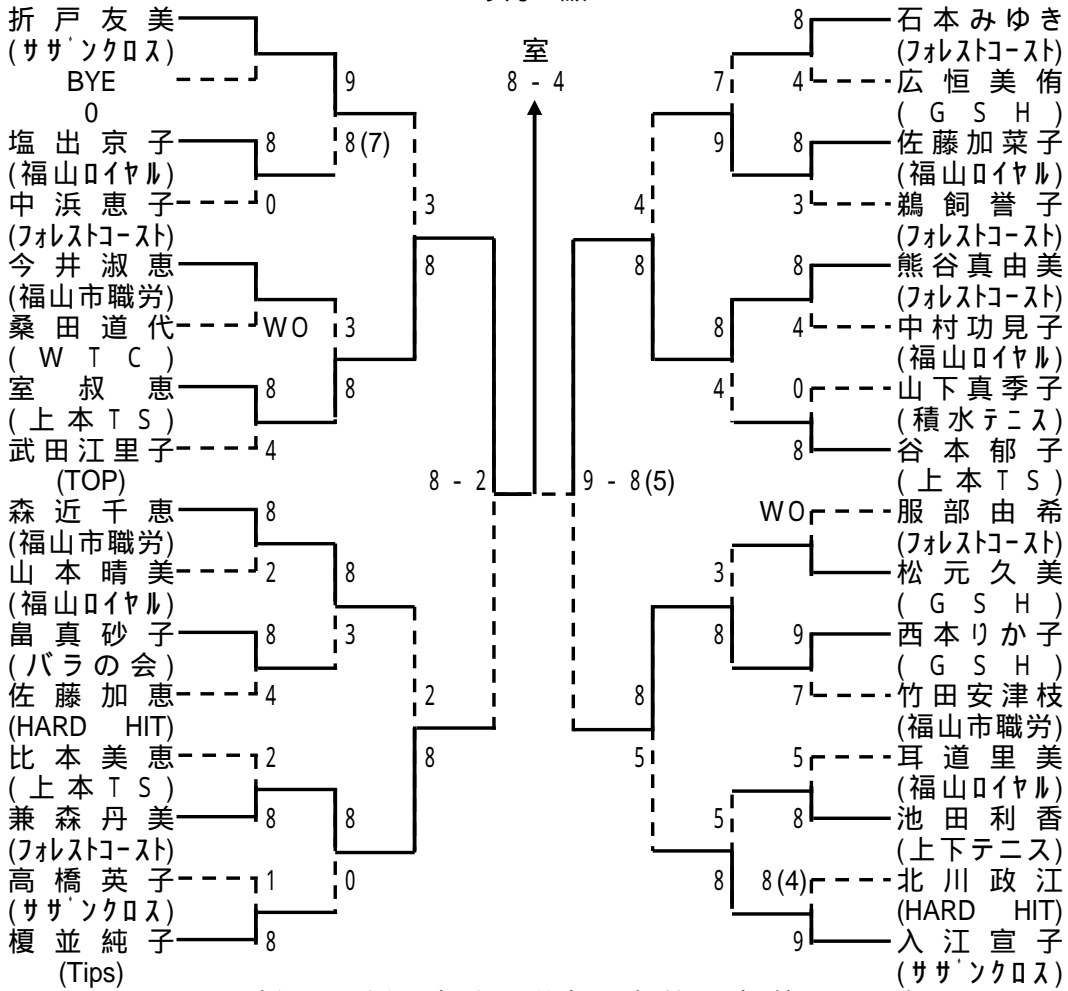 折戸友美
(ササﾞンクロス)
BYE
0
塩出京子
(福山ロイヤル)
中浜恵子
(フォレストコースト)
今井淑恵
(福山市職労)
桑田道代
(WTC)
室叔恵
(上本TS)
武田江里子
(TOP)
森近千恵
(福山市職労)
山本晴美
(福山ロイヤル)
畠真砂子
(バラの会)
佐藤加恵
(HARD HIT)
比本美恵
(上本TS)
兼森丹美
(フォレストコースト)
高橋英子
(ササﾞンクロス)
榎並純子
(Tips)
8
0
WO
8
4
8
2
8
4
2
8
1
8
9
8(7)
3
8
8
3
8
0
3
8
2
8
8 - 2
室
8 - 4
9 - 8(5)
4
8
8
5
7
9
8
4
3
8
5
8
8
4
8
3
8
4
0
8
WO
9
7
5
8
8(4)
9
石本みゆき
(フォレストコースト)
広恒美侑
(GSH)
佐藤加菜子
(福山ロイヤル)
鵜飼誉子
(フォレストコースト)
熊谷真由美
(フォレストコースト)
中村功見子
(福山ロイヤル)
山下真季子
(積水テニス)
谷本郁子
(上本TS)
服部由希
(フォレストコースト)
松元久美
(GSH)
西本りか子
(GSH)
竹田安津枝
(福山市職労)
耳道里美
(福山ロイヤル)
池田利香
(上下テニス)
北川政江
(HARD HIT)
入江宣子
(ササﾞンクロス)